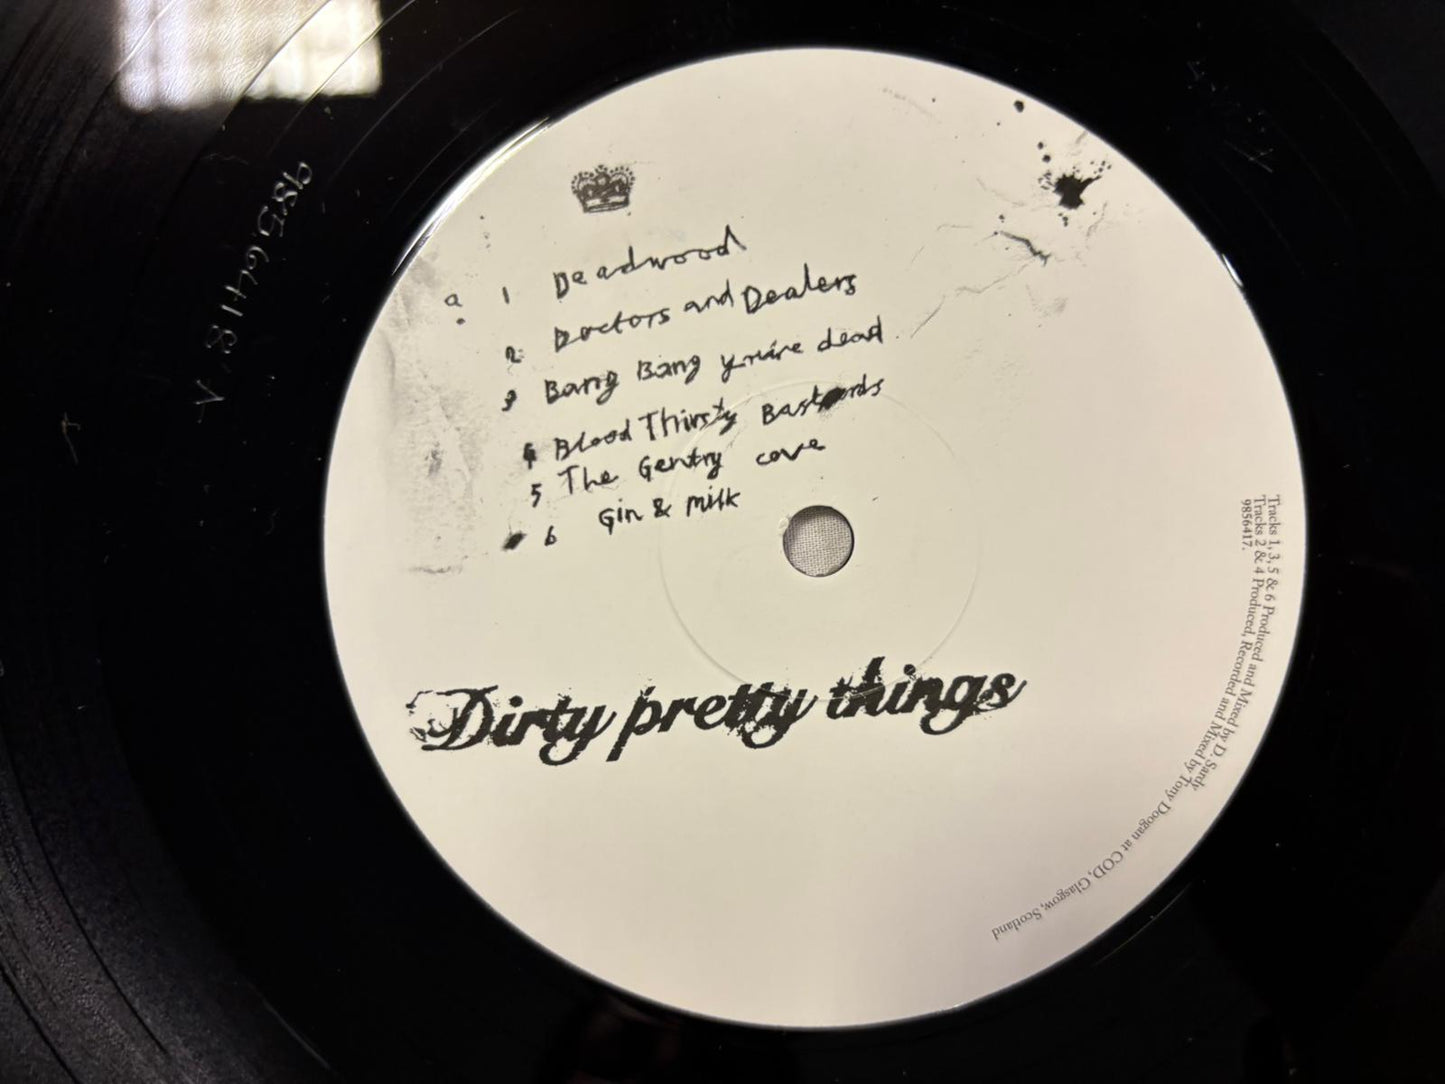 a 1 Deadwood
2 Doctors and Dealers
3 Bang Bang you're dead
4 Blood Thirsty Bastards
5 The Gentry cove
6 Gin & Milk
Dirty pretty things
Tracks 1, 3, 5 & 6 Produced and Mixed by D. Sardy
Tracks 2 & 4 Produced, Recorded and Mixed by Tony Doogan at COD, Glasgow, Scotland
9856417.
9856418 A